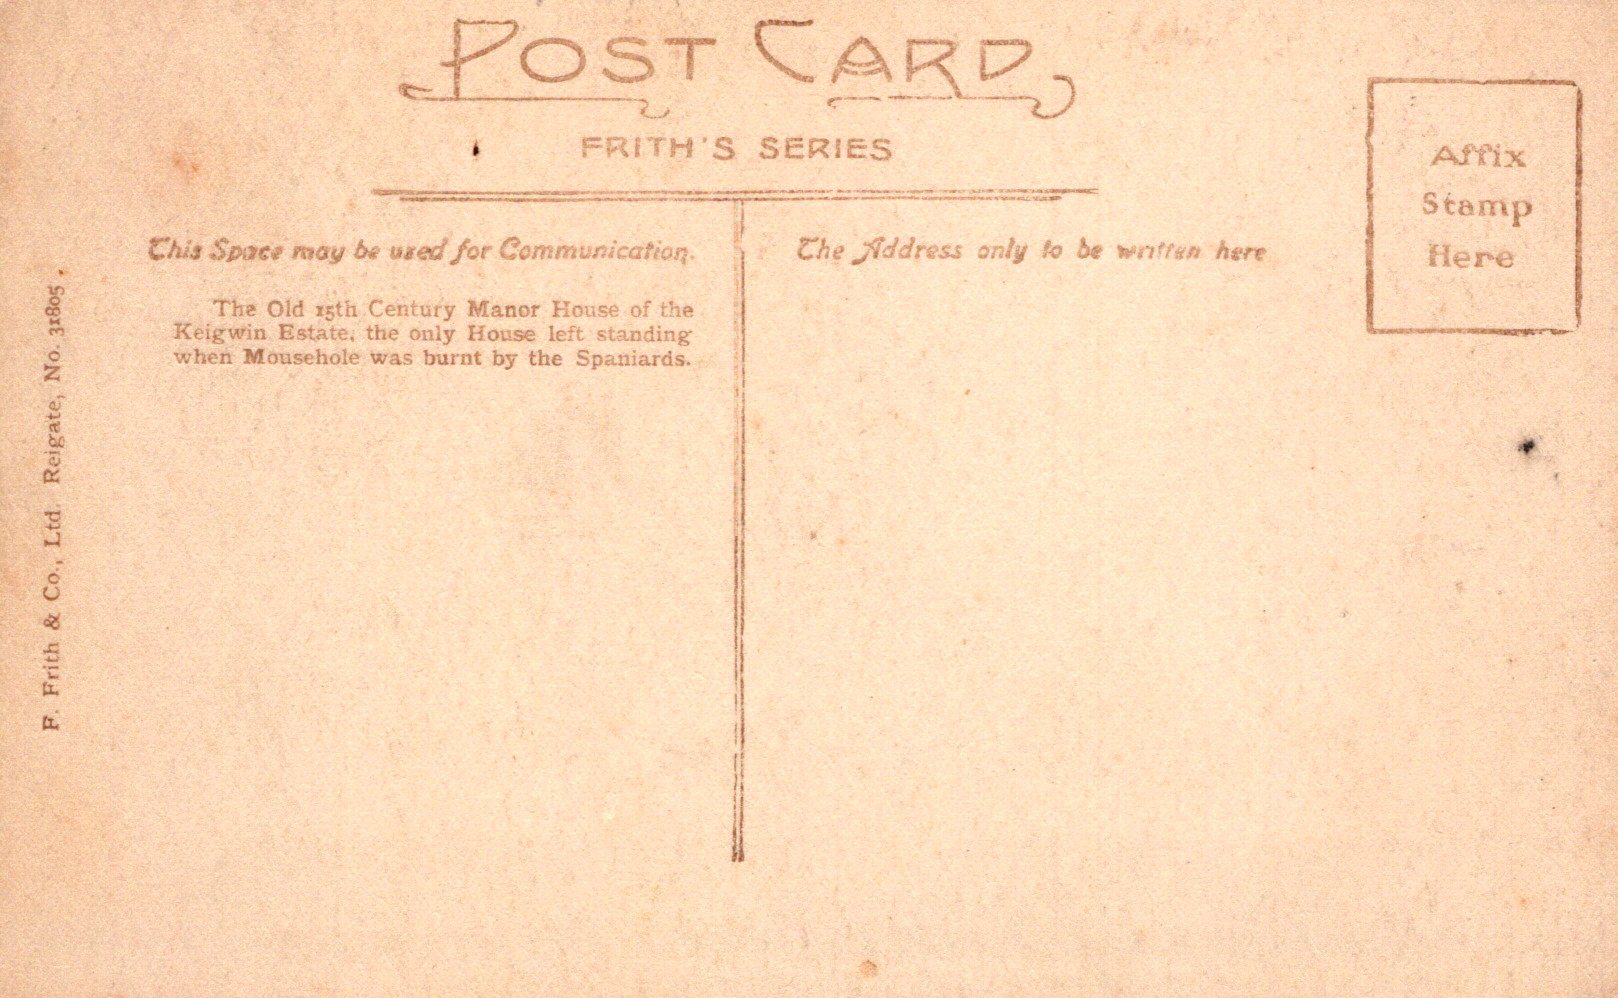 POST CARD
FRITH'S SERIES
Affix
Stamp
Here
This Space may be used for Communication.
The Address only to be written here
The Old 15th Century Manor House of the
Keigwin Estate, the only House left standing
when Mousehole was burnt by the Spaniards.
F. Frith & Co., Ltd. Reigate, No. 31805.